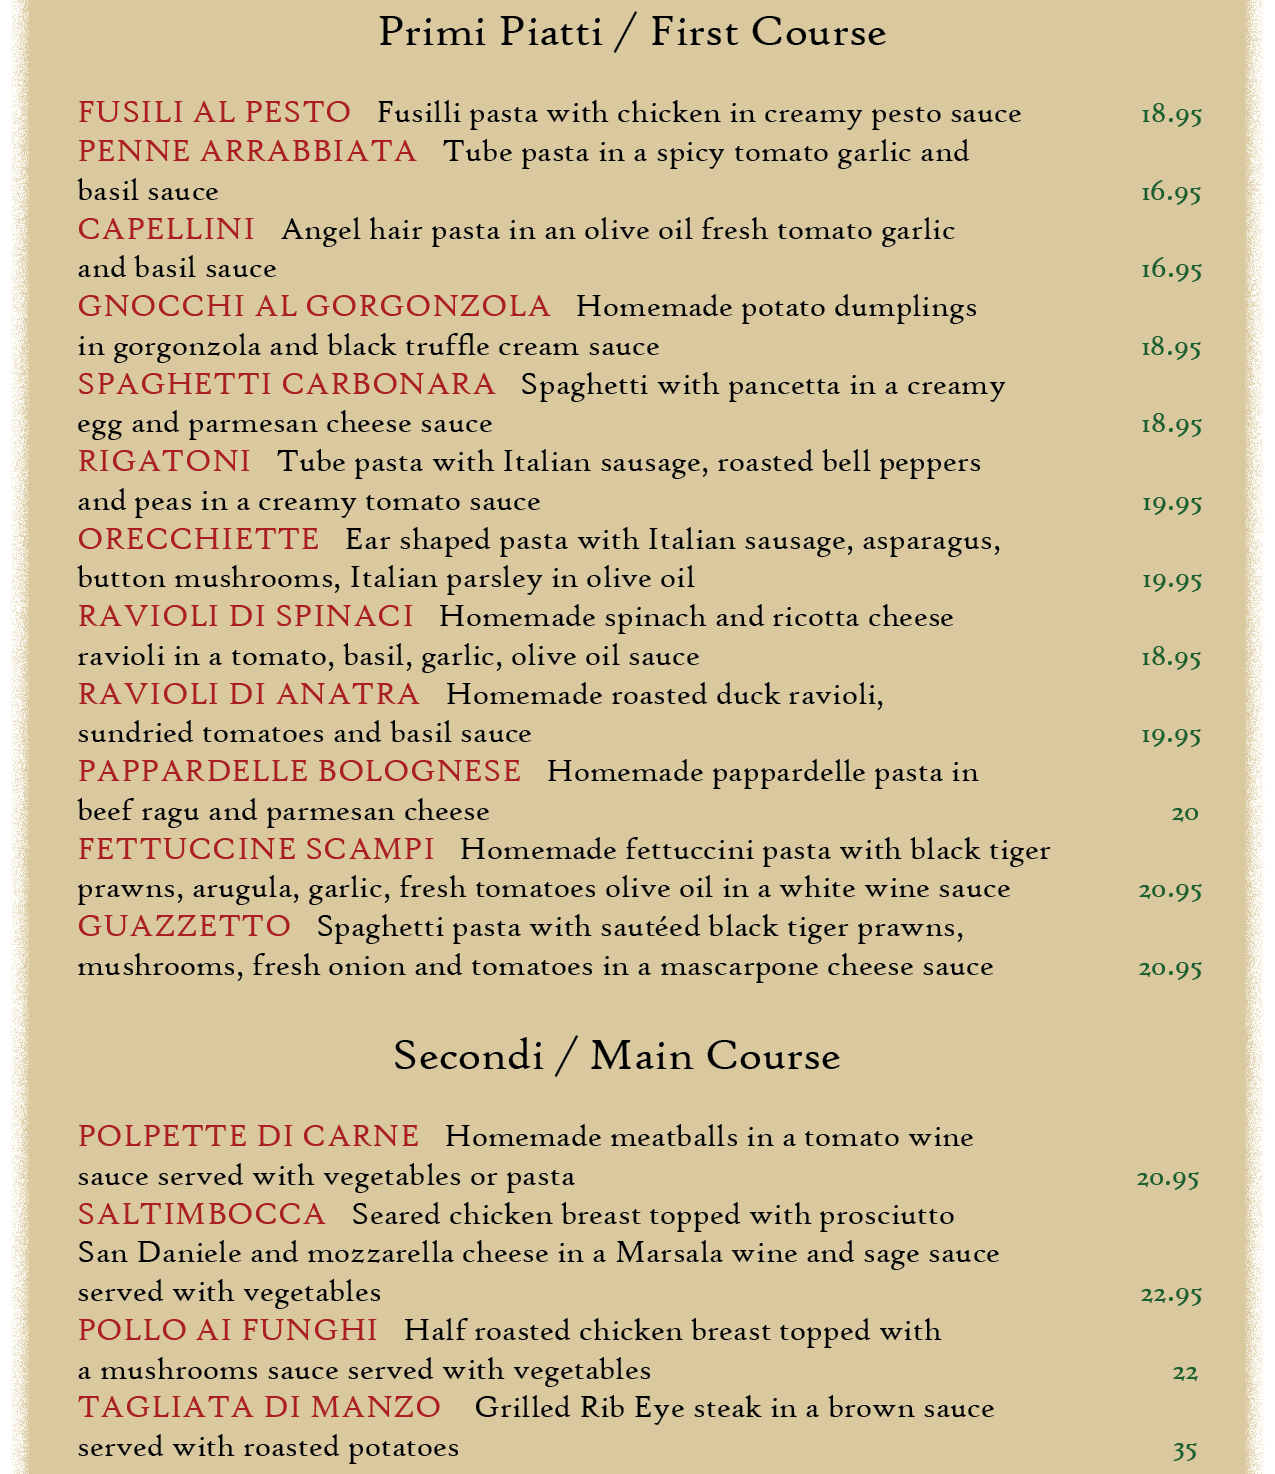 Primi Piatti / First Course
FUSILI AL PESTO Fusilli pasta with chicken in creamy pesto sauce 18.95
PENNE ARRABBIATA Tube pasta in a spicy tomato garlic and
basil sauce 16.95
CAPELLINI Angel hair pasta in an olive oil fresh tomato garlic
and basil sauce 16.95
GNOCCHI AL GORGONZOLA Homemade potato dumplings
in gorgonzola and black truffle cream sauce 18.95
SPAGHETTI CARBONARA Spaghetti with pancetta in a creamy
egg and parmesan cheese sauce 18.95
RIGATONI Tube pasta with Italian sausage, roasted bell peppers
and peas in a creamy tomato sauce 19.95
ORECCHIETTE Ear shaped pasta with Italian sausage, asparagus,
button mushrooms, Italian parsley in olive oil 19.95
RAVIOLI DI SPINACI Homemade spinach and ricotta cheese
ravioli in a tomato, basil, garlic, olive oil sauce 18.95
RAVIOLI DI ANATRA Homemade roasted duck ravioli,
sundried tomatoes and basil sauce 19.95
PAPPARDELLE BOLOGNESE Homemade pappardelle pasta in
beef ragu and parmesan cheese 20
FETTUCCINE SCAMPI Homemade fettuccini pasta with black tiger
prawns, arugula, garlic, fresh tomatoes olive oil in a white wine sauce 20.95
GUAZZETTO Spaghetti pasta with sautéed black tiger prawns,
mushrooms, fresh onion and tomatoes in a mascarpone cheese sauce 20.95
Secondi / Main Course
POLPETTE DI CARNE Homemade meatballs in a tomato wine
sauce served with vegetables or pasta 20.95
SALTIMBOCCA Seared chicken breast topped with prosciutto
San Daniele and mozzarella cheese in a Marsala wine and sage sauce
served with vegetables 22.95
POLLO AI FUNGHI Half roasted chicken breast topped with
a mushrooms sauce served with vegetables 22
TAGLIATA DI MANZO Grilled Rib Eye steak in a brown sauce
served with roasted potatoes 35